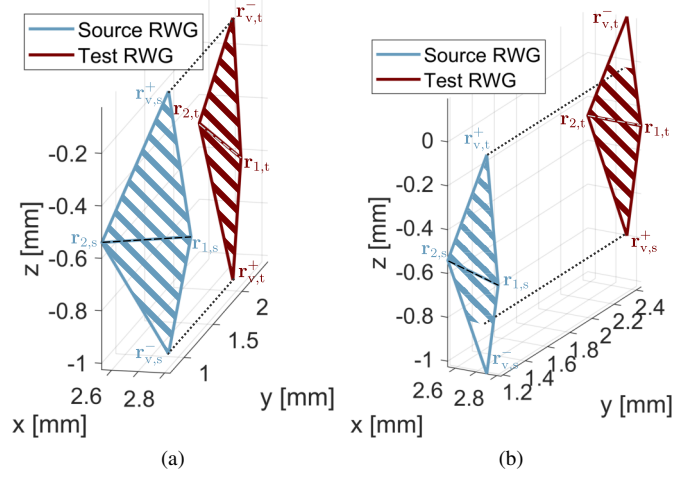 Source RWG
Test RWG
r⁻v,t
r⁺v,s
r2,t
r1,t
r2,s
r1,s
r⁺v,t
r⁻v,s
z [mm]
-0.2
-0.4
-0.6
-0.8
-1
2.6
2.8
x [mm]
1
1.5
2
y [mm]
(a)
Source RWG
Test RWG
r⁻v,t
r⁺v,t
r2,t
r1,t
r2,s
r1,s
r⁺v,s
r⁻v,s
z [mm]
0
-0.2
-0.4
-0.6
-0.8
-1
2.6
2.8
x [mm]
1.2
1.4
1.6
1.8
2
2.2
2.4
y [mm]
(b)